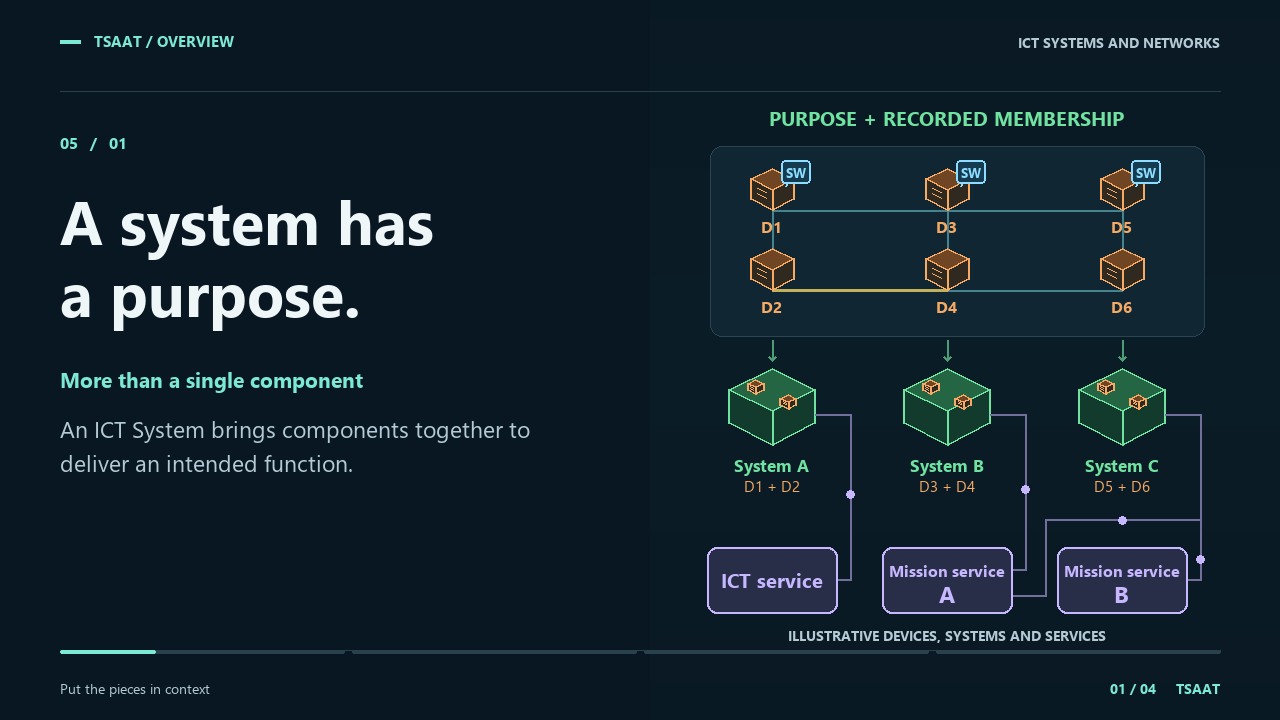 TSAAT / OVERVIEW
ICT SYSTEMS AND NETWORKS
05 / 01
A system has
a purpose.
More than a single component
An ICT System brings components together to
deliver an intended function.
PURPOSE + RECORDED MEMBERSHIP
SW SW SW
D1 D3 D5
D2 D4 D6
System A System B System C
D1 + D2 D3 + D4 D5 + D6
ICT service
Mission service
A
Mission service
B
ILLUSTRATIVE DEVICES, SYSTEMS AND SERVICES
Put the pieces in context
01 / 04 TSAAT